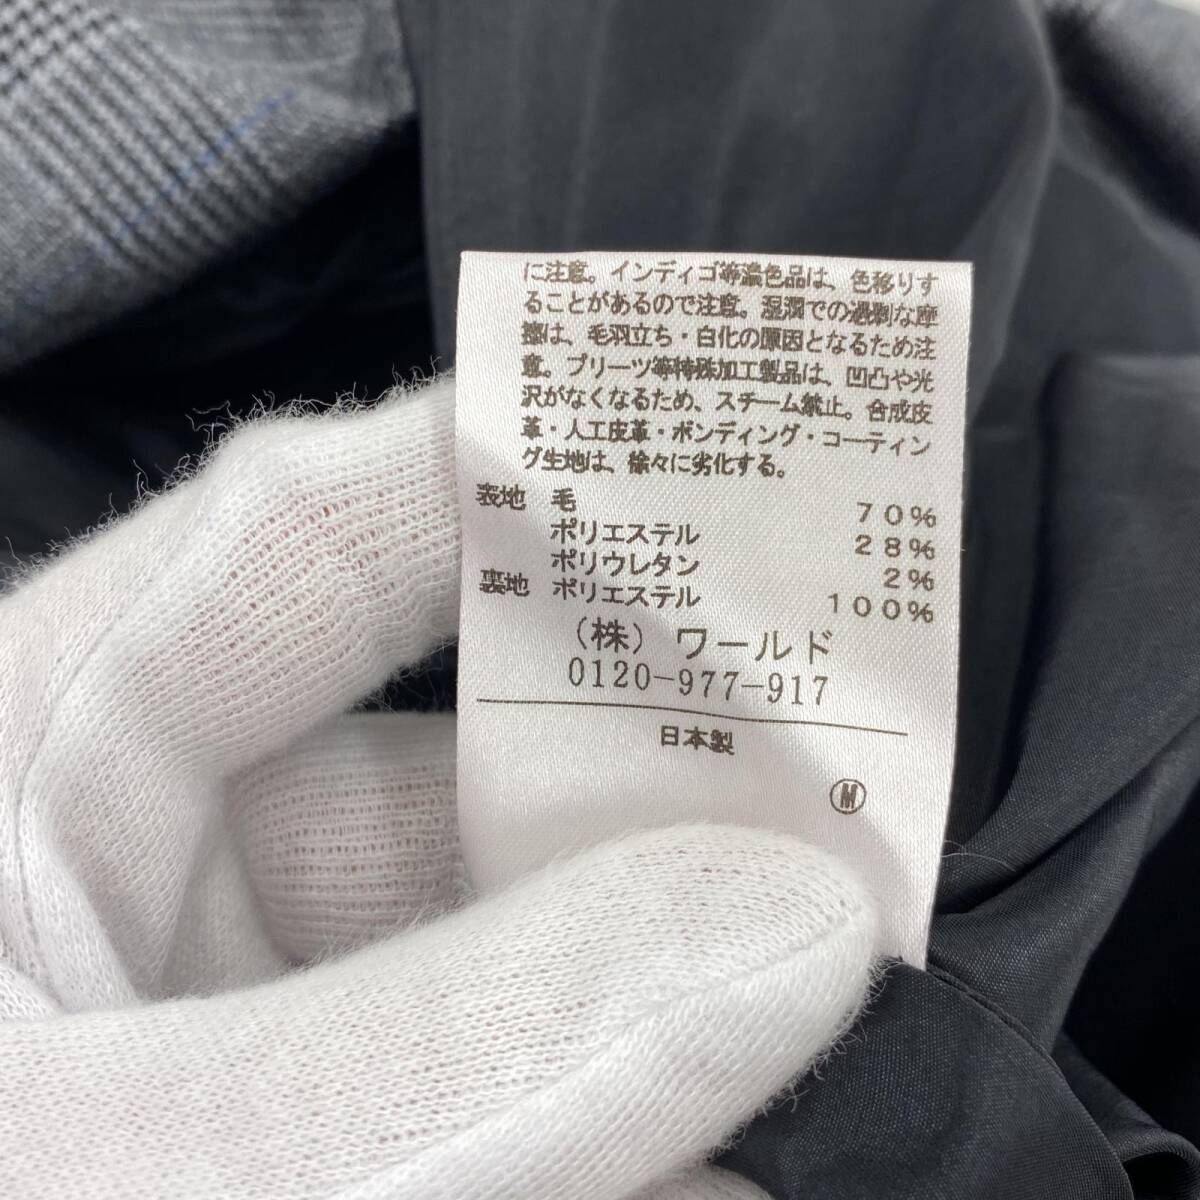 に注意。インディゴ等濃色品は、色移りす
ることがあるので注意。湿潤での過剰な摩
擦は、毛羽立ち・白化の原因となるため注
意。プリーツ等特殊加工製品は、凹凸や光
沢がなくなるため、スチーム禁止。合成皮
革・人工皮革・ボンディング・コーティン
グ生地は、徐々に劣化する。
表地 毛 70%
ポリエステル 28%
ポリウレタン 2%
裏地 ポリエステル 100%
(株)ワールド
0120-977-917
日本製
M